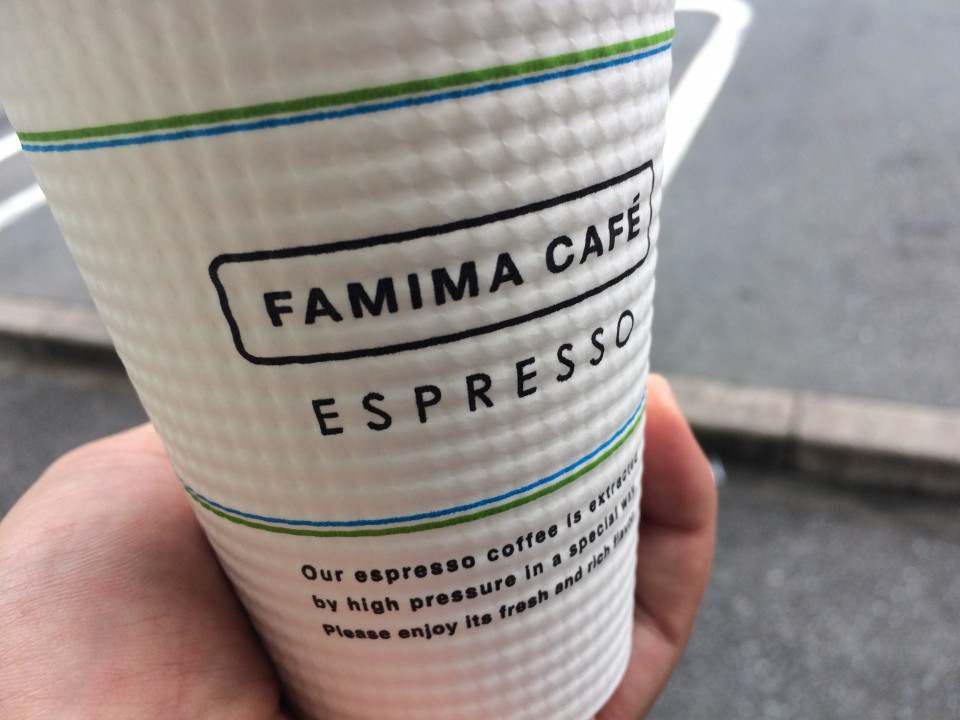 FAMIMA CAFÉ
ESPRESSO
Our espresso coffee is extracted
by high pressure in a special way.
Please enjoy its fresh and rich